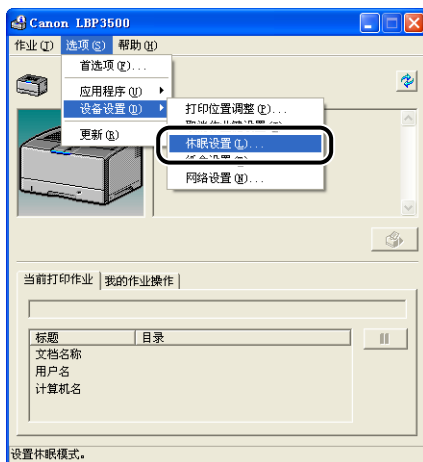 Canon LBP3500
作业(J) 选项(S) 帮助(H)
首选项(P)...
应用程序(U)
设备设置(D)
更新(R)
打印位置调整(P)...
休眠设置(L)...
网络设置(N)...
当前打印作业 我的作业操作
标题 目录
文档名称
用户名
计算机名
设置休眠模式。